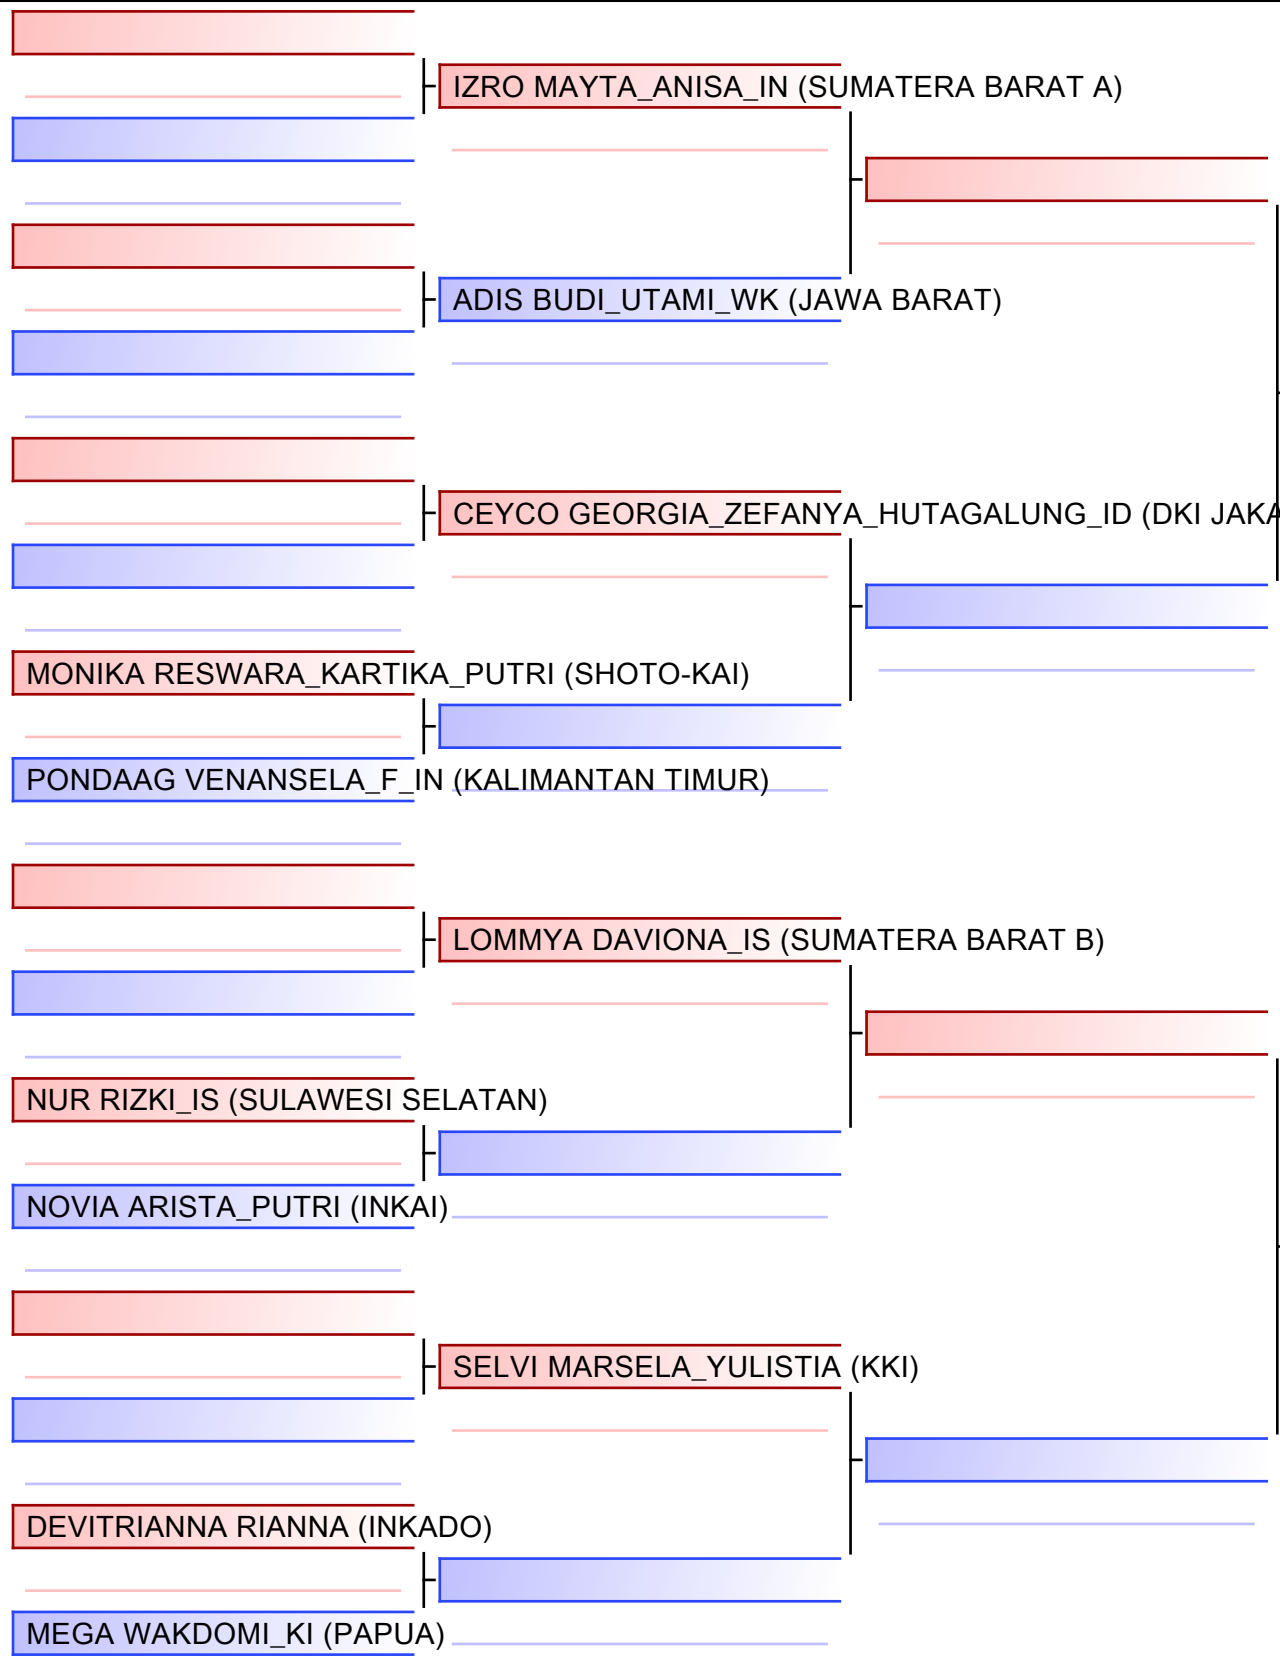 IZRO MAYTA_ANISA_IN (SUMATERA BARAT A)
ADIS BUDI_UTAMI_WK (JAWA BARAT)
CEYCO GEORGIA_ZEFANYA_HUTAGALUNG_ID (DKI JAKA
MONIKA RESWARA_KARTIKA_PUTRI (SHOTO-KAI)
PONDAAG VENANSELA_F_IN (KALIMANTAN TIMUR)
LOMMYA DAVIONA_IS (SUMATERA BARAT B)
NUR RIZKI_IS (SULAWESI SELATAN)
NOVIA ARISTA_PUTRI (INKAI)
SELVI MARSELA_YULISTIA (KKI)
DEVITRIANNA RIANNA (INKADO)
MEGA WAKDOMI_KI (PAPUA)